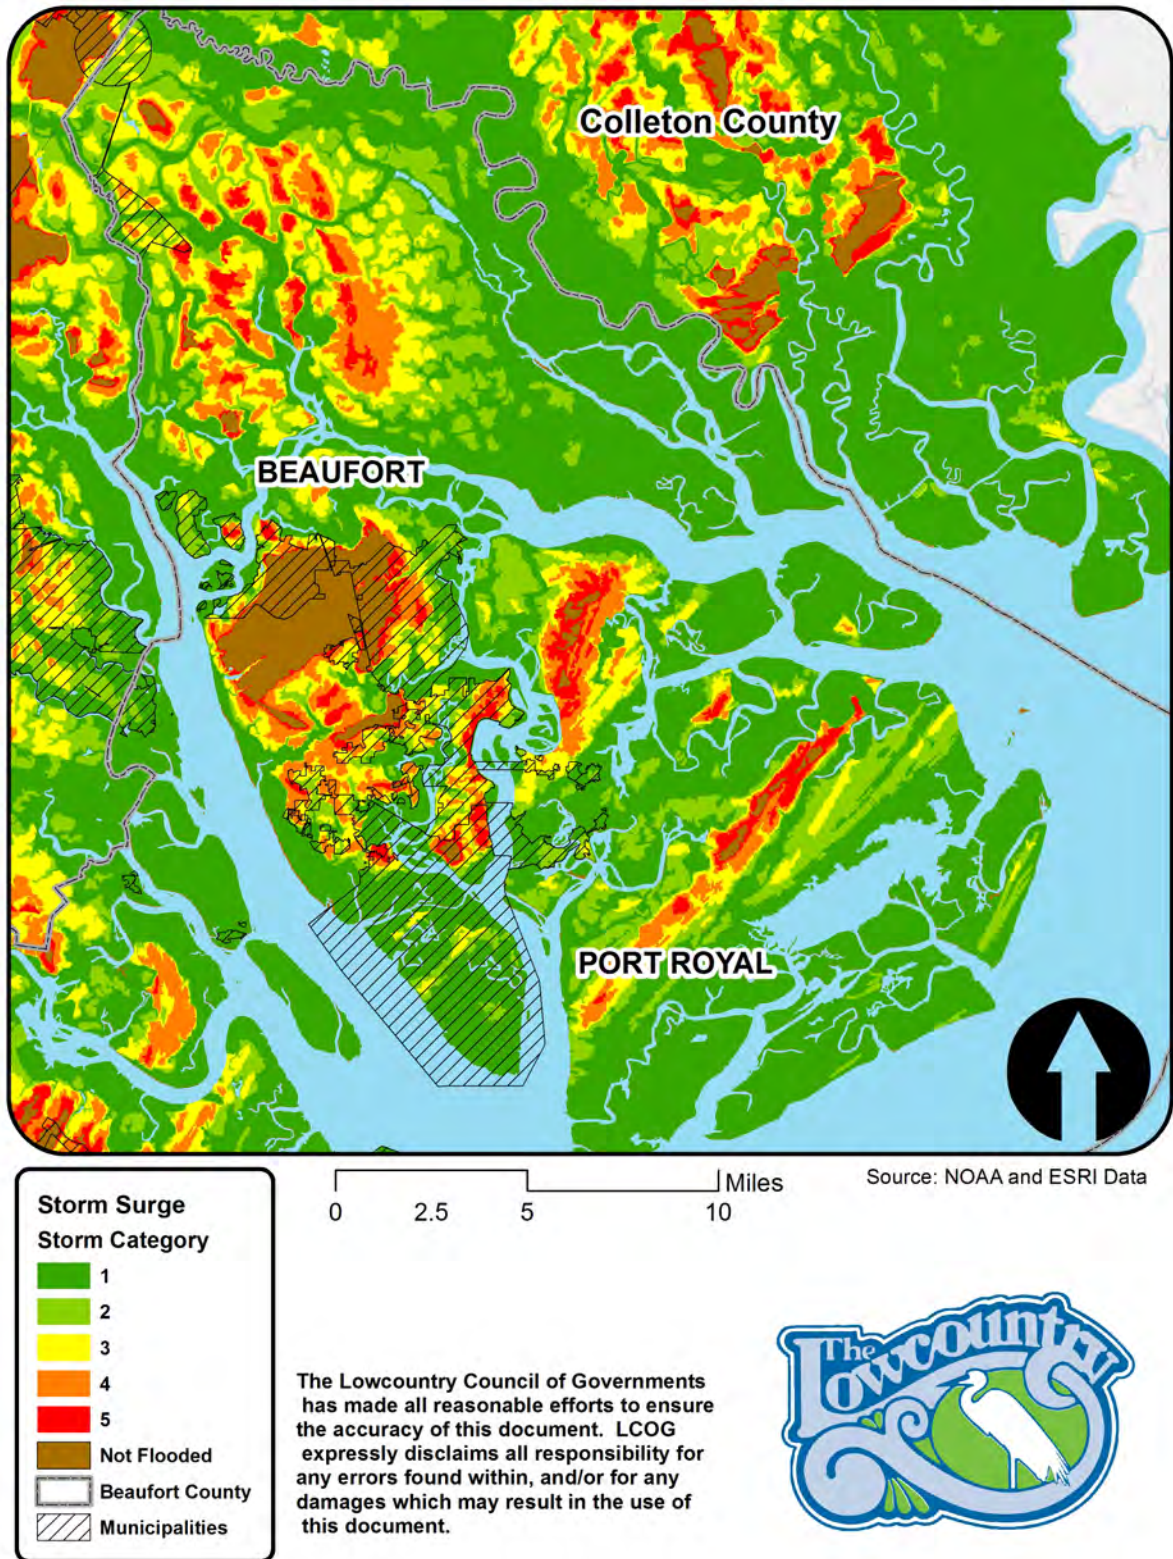 Colleton County
BEAUFORT
PORT ROYAL
Miles
0 2.5 5 10
Source: NOAA and ESRI Data
Storm Surge
Storm Category
1
2
3
4
5
Not Flooded
Beaufort County
Municipalities
The Lowcountry Council of Governments
has made all reasonable efforts to ensure
the accuracy of this document. LCOG
expressly disclaims all responsibility for
any errors found within, and/or for any
damages which may result in the use of
this document.
The
Lowcountry